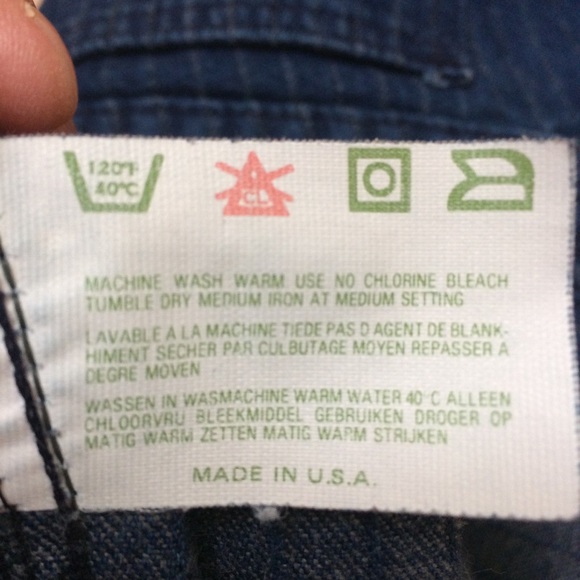 120°F
40°C
CL
MACHINE WASH WARM USE NO CHLORINE BLEACH
TUMBLE DRY MEDIUM IRON AT MEDIUM SETTING
LAVABLE A LA MACHINE TIEDE PAS D AGENT DE BLANK-
HIMENT SECHER PAR CULBUTAGE MOYEN REPASSER A
DEGRE MOVEN
WASSEN IN WASMACHINE WARM WATER 40 C ALLEEN
CHLOORVRIJ BLEEKMIDDEL GEBRUIKEN DROGER OP
MATIG WARM ZETTEN MATIG WARM STRIJKEN
MADE IN U.S.A.